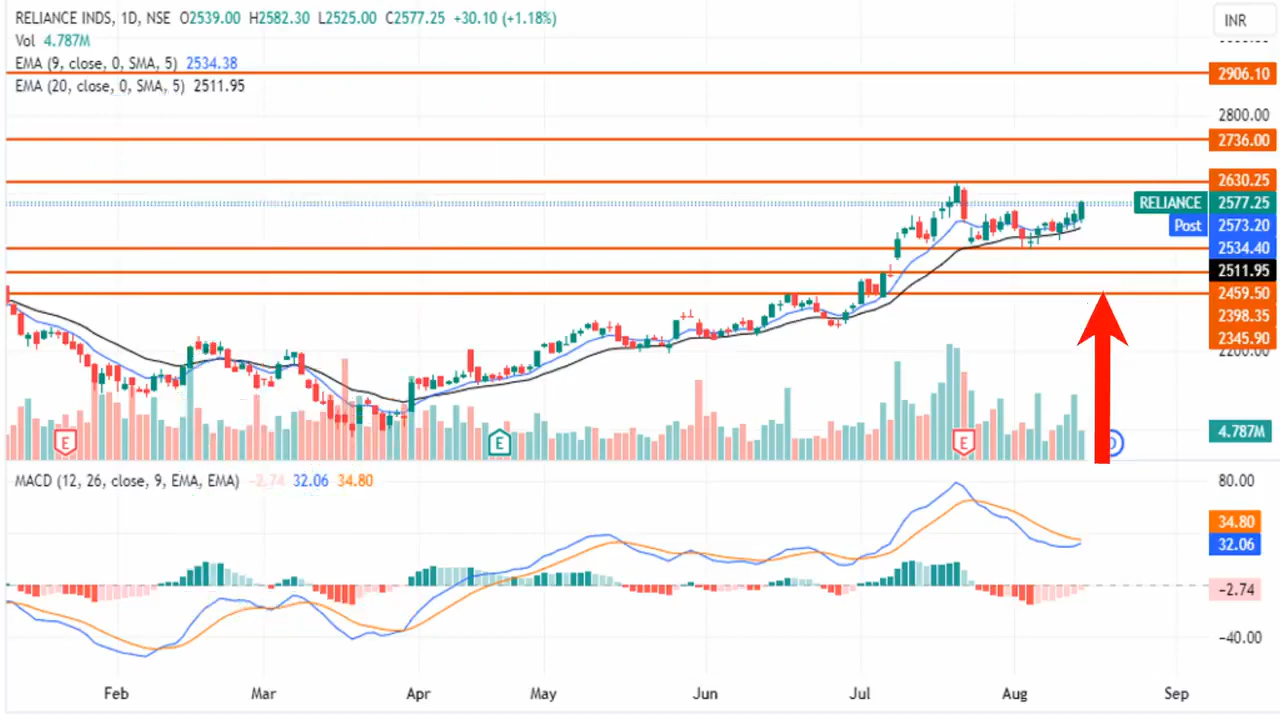 RELIANCE INDS, 1D, NSE O2539.00 H2582.30 L2525.00 C2577.25 +30.10 (+1.18%)
INR
Vol 4.787M
EMA (9, close, 0, SMA, 5) 2534.38
2906.10
EMA (20, close, 0, SMA, 5) 2511.95
2800.00
2736.00
2630.25
RELIANCE 2577.25
Post 2573.20
2534.40
2511.95
2459.50
2398.35
2345.90
2200.00
4.787M
E
E
E
MACD (12, 26, close, 9, EMA, EMA) -2.74 32.06 34.80
80.00
34.80
32.06
-2.74
-40.00
Feb Mar Apr May Jun Jul Aug Sep